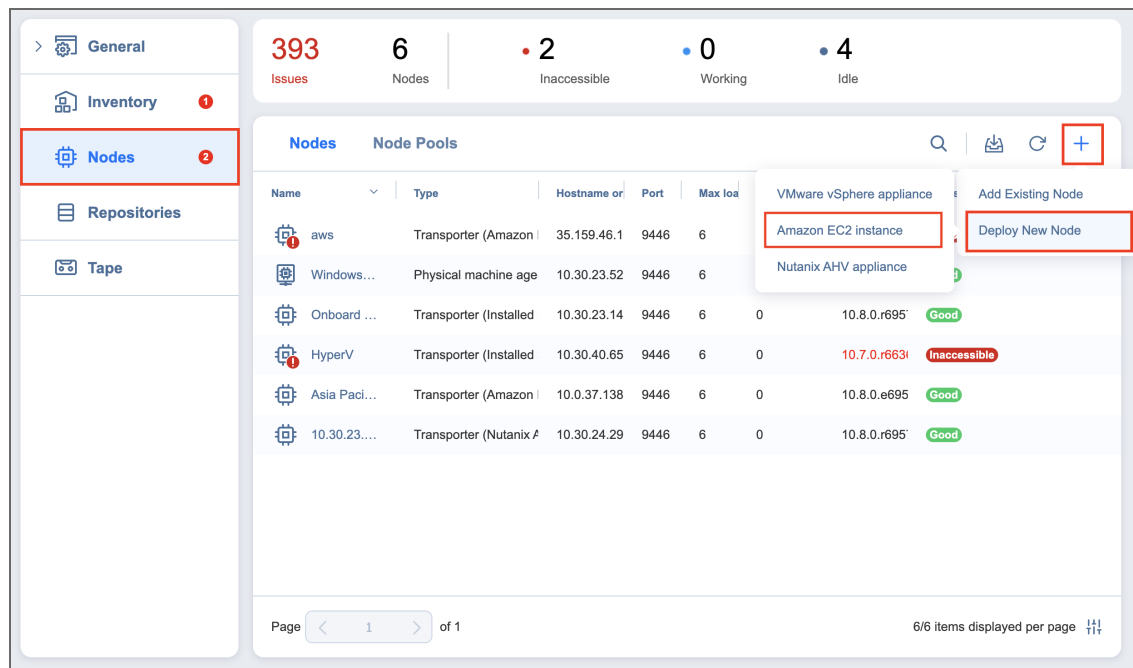 General
Inventory 1
Nodes 2
Repositories
Tape
393 6 2 0 4
Issues Nodes Inaccessible Working Idle
Nodes Node Pools
Name Type Hostname or Port Max loa
VMware vSphere appliance Add Existing Node
Amazon EC2 instance Deploy New Node
Nutanix AHV appliance
aws Transporter (Amazon 35.159.46.1 9446 6
Windows... Physical machine age 10.30.23.52 9446 6
Onboard ... Transporter (Installed 10.30.23.14 9446 6 0 10.8.0.r695 Good
HyperV Transporter (Installed 10.30.40.65 9446 6 0 10.7.0.r663 Inaccessible
Asia Paci... Transporter (Amazon 10.0.37.138 9446 6 0 10.8.0.e695 Good
10.30.23.... Transporter (Nutanix A 10.30.24.29 9446 6 0 10.8.0.r695 Good
Page 1 of 1
6/6 items displayed per page